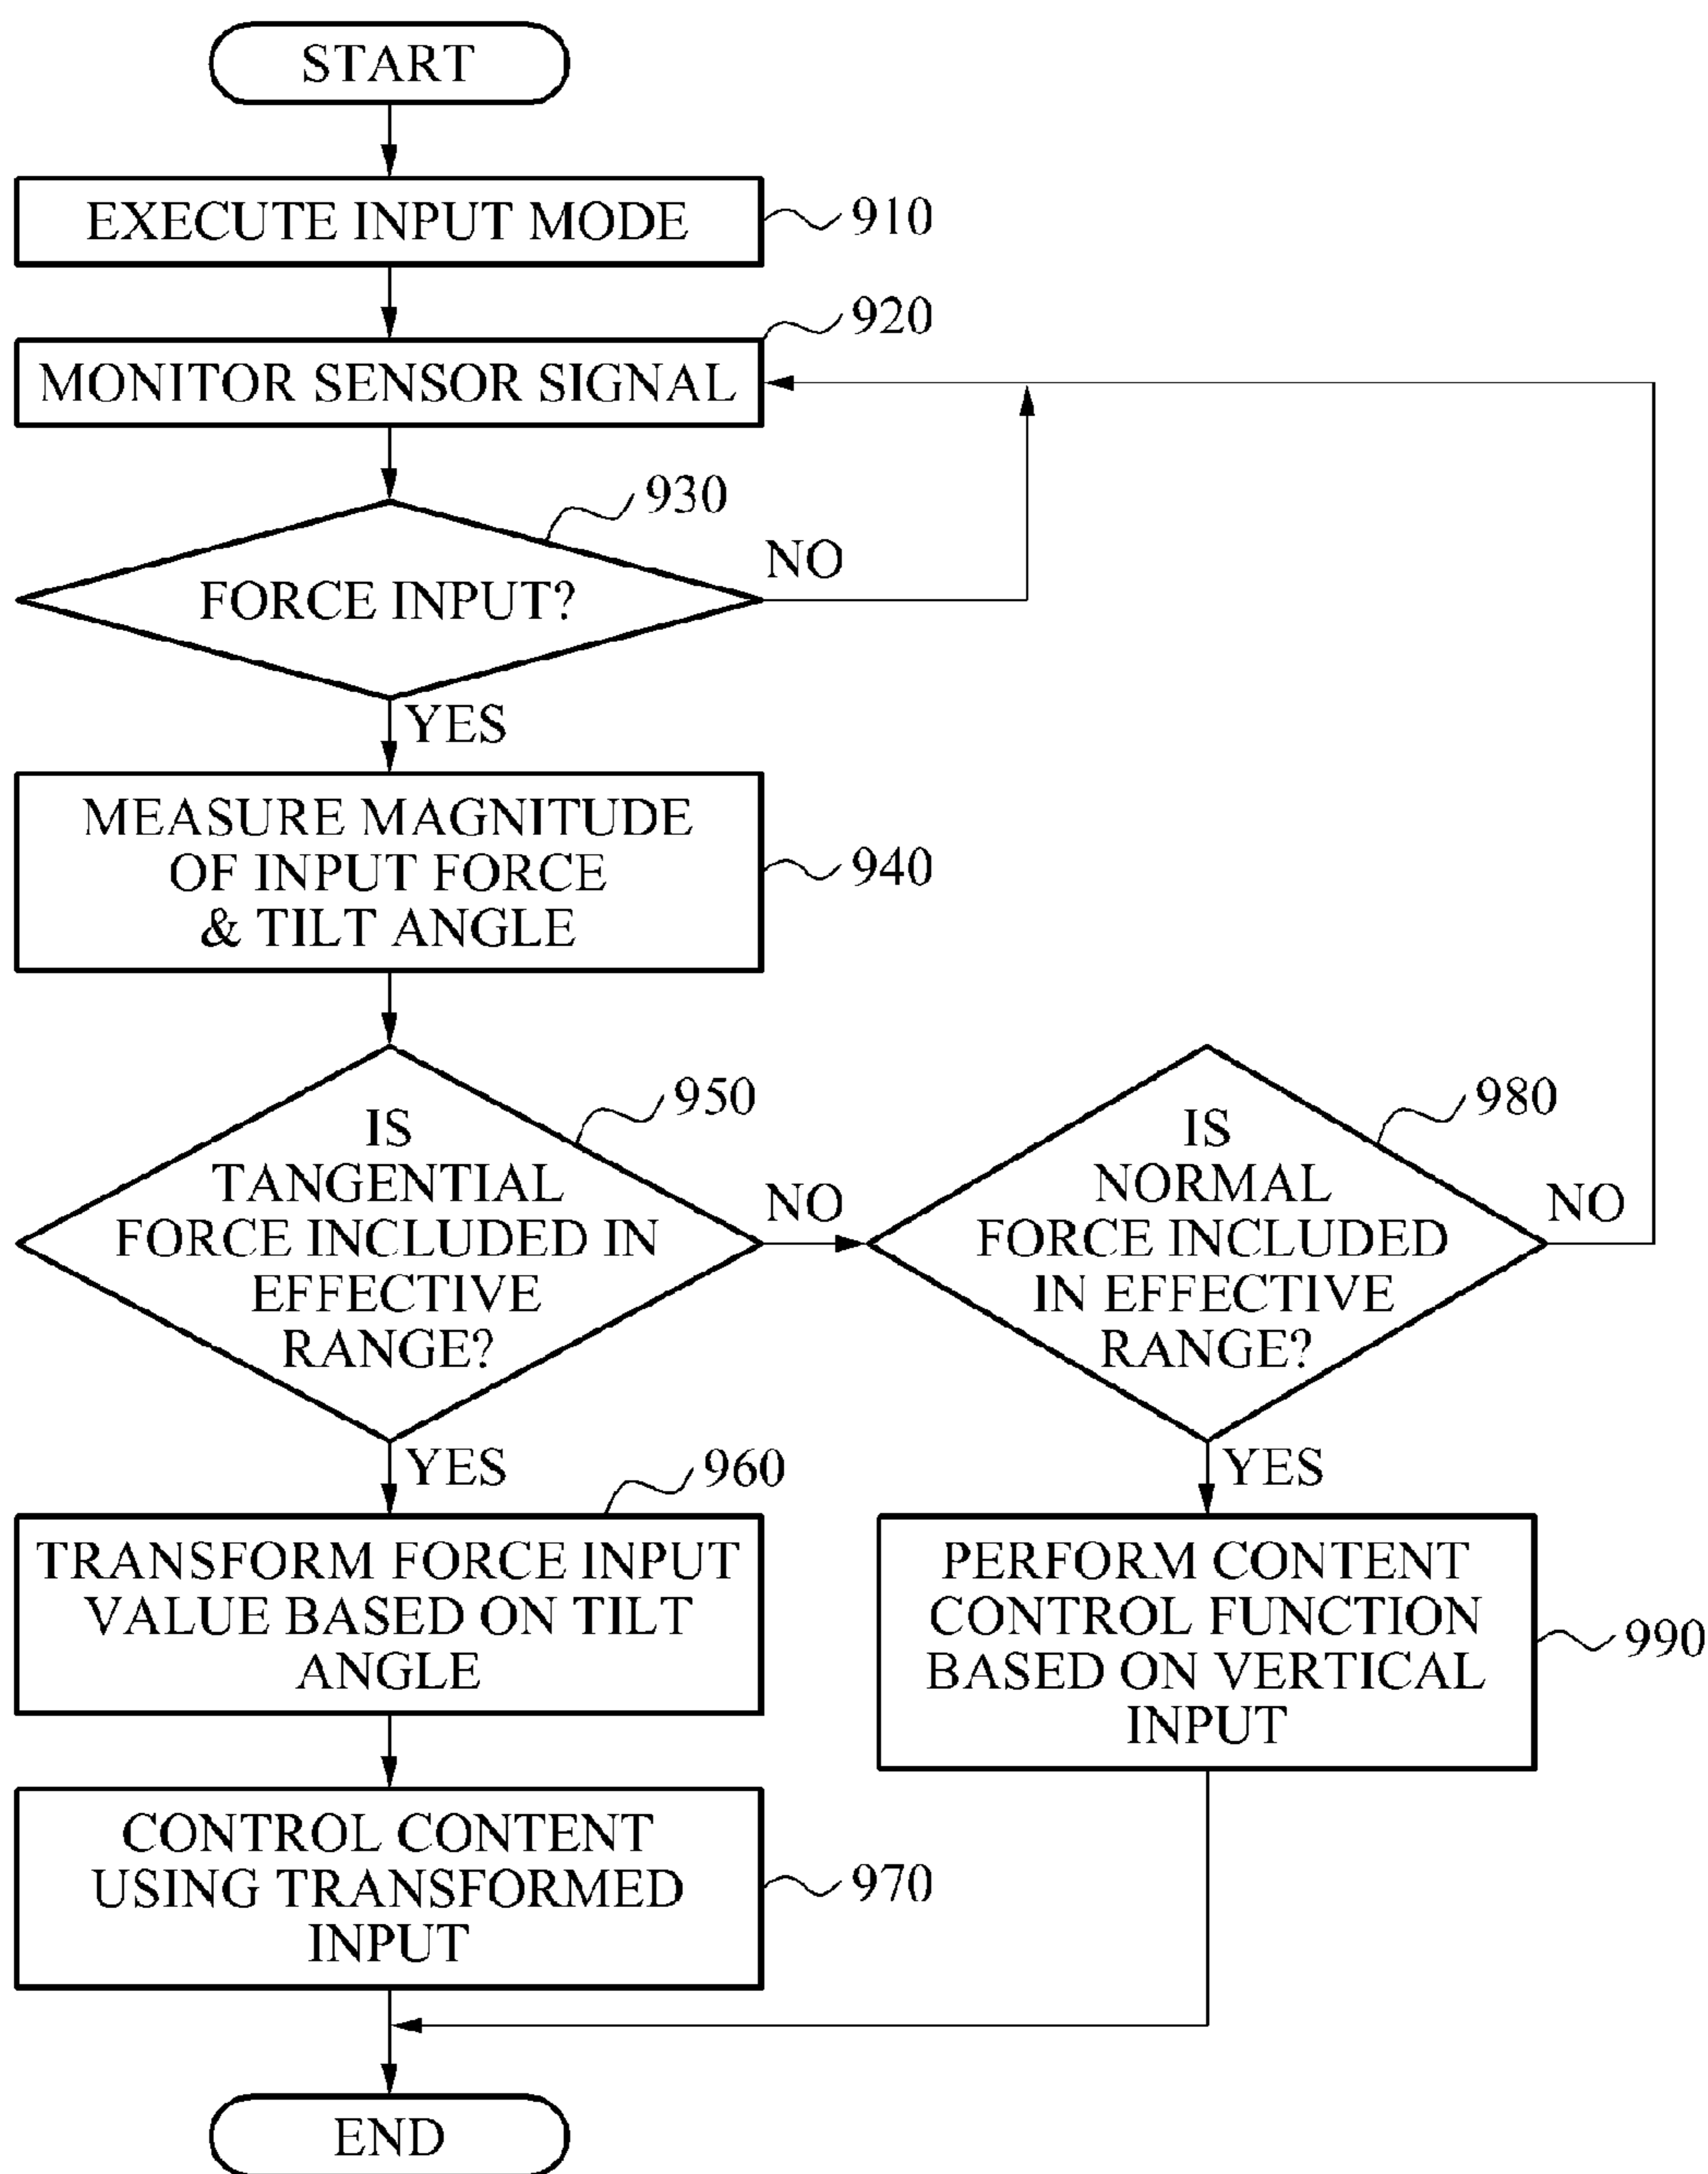 START
EXECUTE INPUT MODE
910
920
MONITOR SENSOR SIGNAL
930
NO
FORCE INPUT?
YES
MEASURE MAGNITUDE
OF INPUT FORCE
& TILT ANGLE
940
950
IS
TANGENTIAL
FORCE INCLUDED IN
EFFECTIVE
RANGE?
NO
980
IS
NORMAL
FORCE INCLUDED
IN EFFECTIVE
RANGE?
NO
YES
960
TRANSFORM FORCE INPUT
VALUE BASED ON TILT
ANGLE
YES
PERFORM CONTENT
CONTROL FUNCTION
BASED ON VERTICAL
INPUT
990
CONTROL CONTENT
USING TRANSFORMED
INPUT
970
END